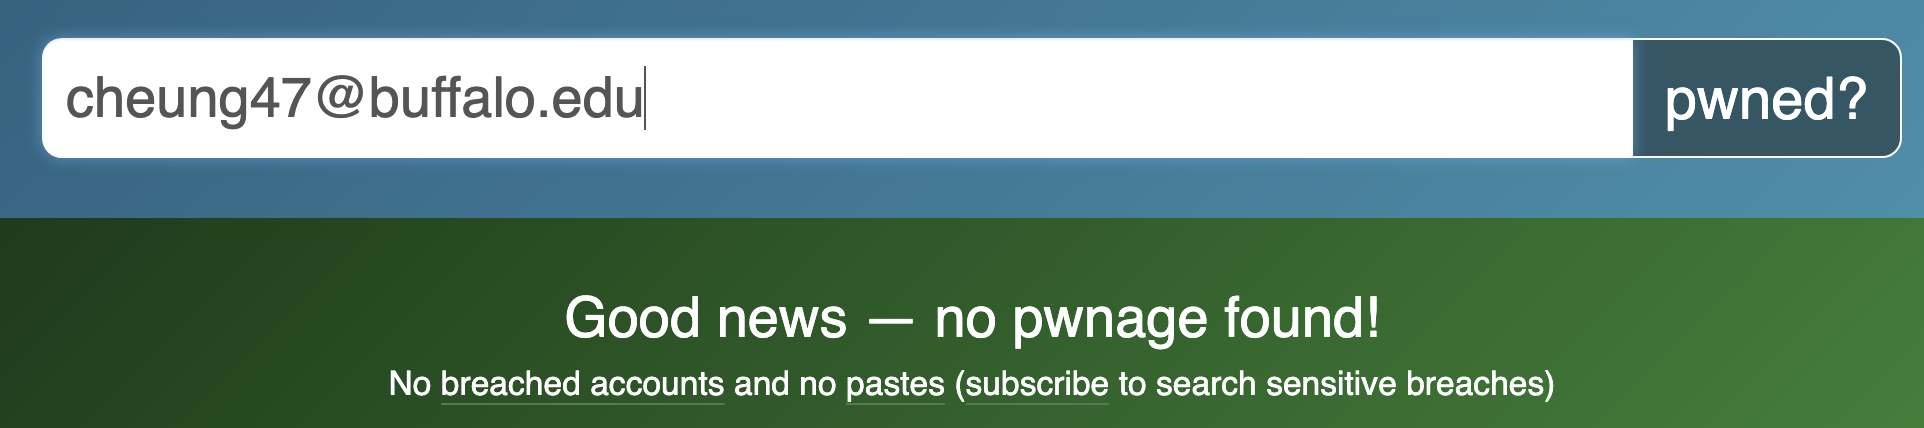 cheung47@buffalo.edu pwned?
Good news — no pwnage found!
No breached accounts and no pastes (subscribe to search sensitive breaches)